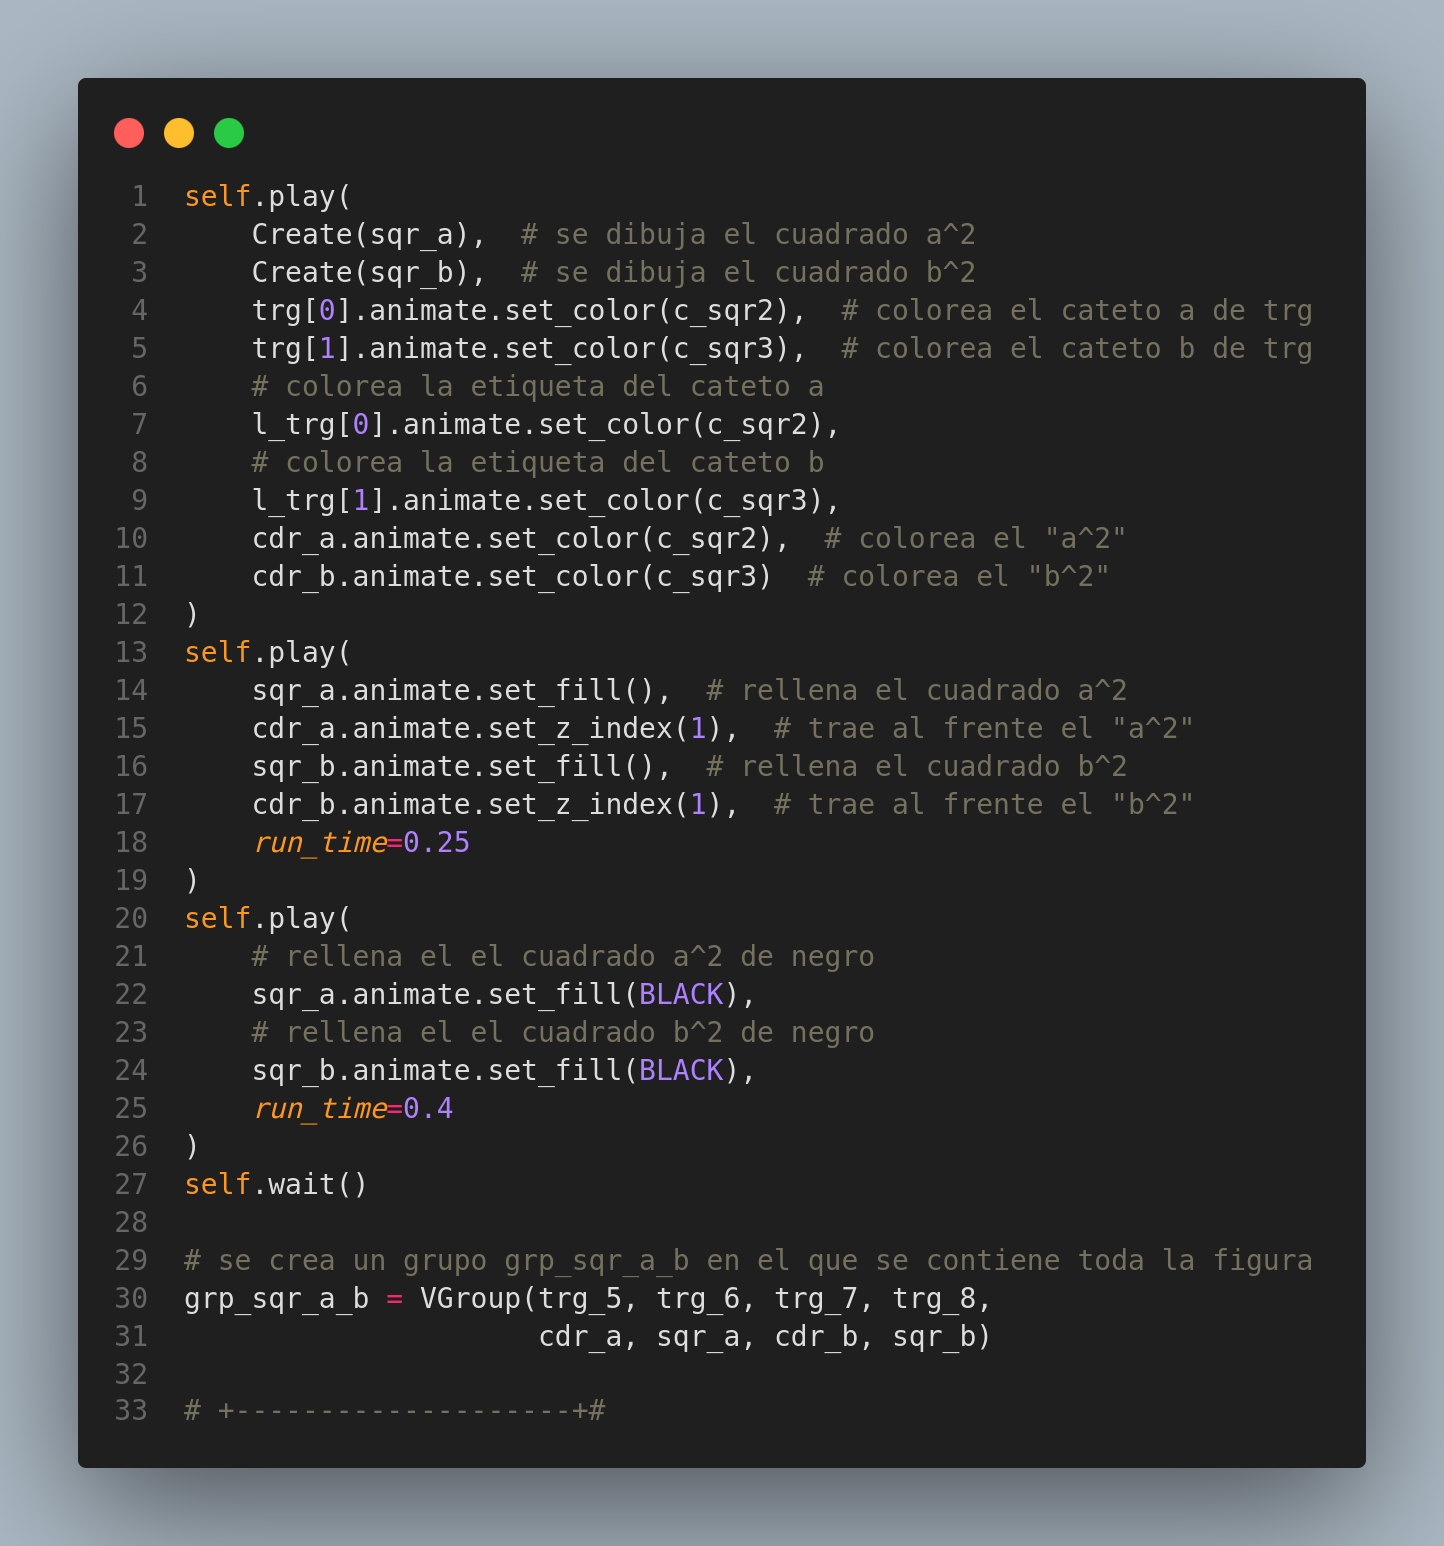 1 self.play(
2     Create(sqr_a),  # se dibuja el cuadrado a^2
3     Create(sqr_b),  # se dibuja el cuadrado b^2
4     trg[0].animate.set_color(c_sqr2),  # colorea el cateto a de trg
5     trg[1].animate.set_color(c_sqr3),  # colorea el cateto b de trg
6     # colorea la etiqueta del cateto a
7     l_trg[0].animate.set_color(c_sqr2),
8     # colorea la etiqueta del cateto b
9     l_trg[1].animate.set_color(c_sqr3),
10     cdr_a.animate.set_color(c_sqr2),  # colorea el "a^2"
11     cdr_b.animate.set_color(c_sqr3)  # colorea el "b^2"
12 )
13 self.play(
14     sqr_a.animate.set_fill(),  # rellena el cuadrado a^2
15     cdr_a.animate.set_z_index(1),  # trae al frente el "a^2"
16     sqr_b.animate.set_fill(),  # rellena el cuadrado b^2
17     cdr_b.animate.set_z_index(1),  # trae al frente el "b^2"
18     run_time=0.25
19 )
20 self.play(
21     # rellena el el cuadrado a^2 de negro
22     sqr_a.animate.set_fill(BLACK),
23     # rellena el el cuadrado b^2 de negro
24     sqr_b.animate.set_fill(BLACK),
25     run_time=0.4
26 )
27 self.wait()
28
29 # se crea un grupo grp_sqr_a_b en el que se contiene toda la figura
30 grp_sqr_a_b = VGroup(trg_5, trg_6, trg_7, trg_8,
31                      cdr_a, sqr_a, cdr_b, sqr_b)
32
33 # +--------------------+#